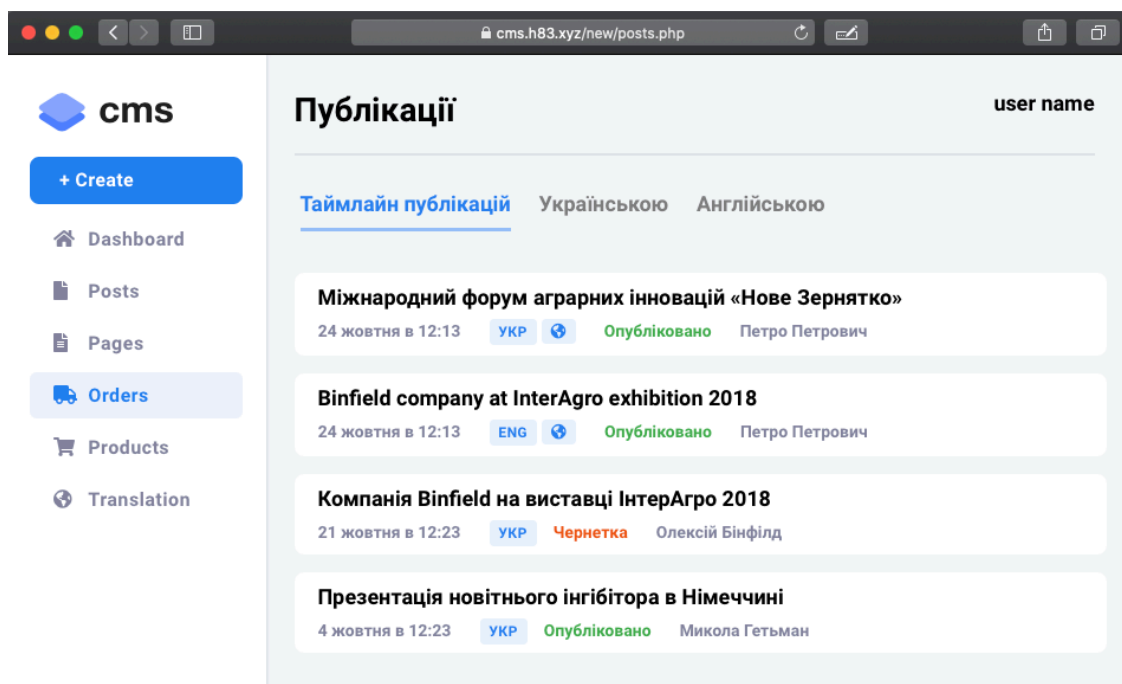 cms.h83.xyz/new/posts.php
cms
+ Create
Dashboard
Posts
Pages
Orders
Products
Translation
Публікації
user name
Таймлайн публікацій Українською Англійською
Міжнародний форум аграрних інновацій «Нове Зернятко»
24 жовтня в 12:13 УКР Опубліковано Петро Петрович
Binfield company at InterAgro exhibition 2018
24 жовтня в 12:13 ENG Опубліковано Петро Петрович
Компанія Binfield на виставці ІнтерАгро 2018
21 жовтня в 12:23 УКР Чернетка Олексій Бінфілд
Презентація новітнього інгібітора в Німеччині
4 жовтня в 12:23 УКР Опубліковано Микола Гетьман